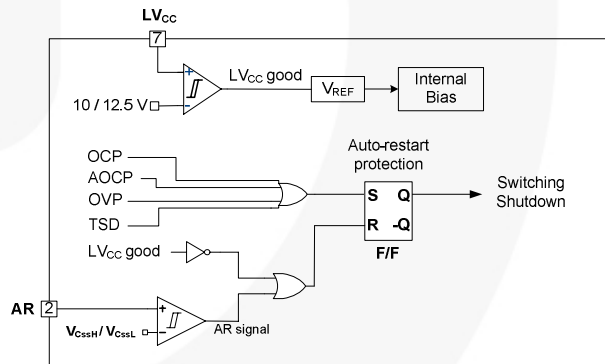 LVCC
7
+
-
10 / 12.5 V
LVCC good
VREF
Internal
Bias
OCP
AOCP
OVP
TSD
LVCC good
Auto-restart
protection
S Q
R -Q
F/F
Switching
Shutdown
AR 2
+
-
VCssH / VCssL
AR signal